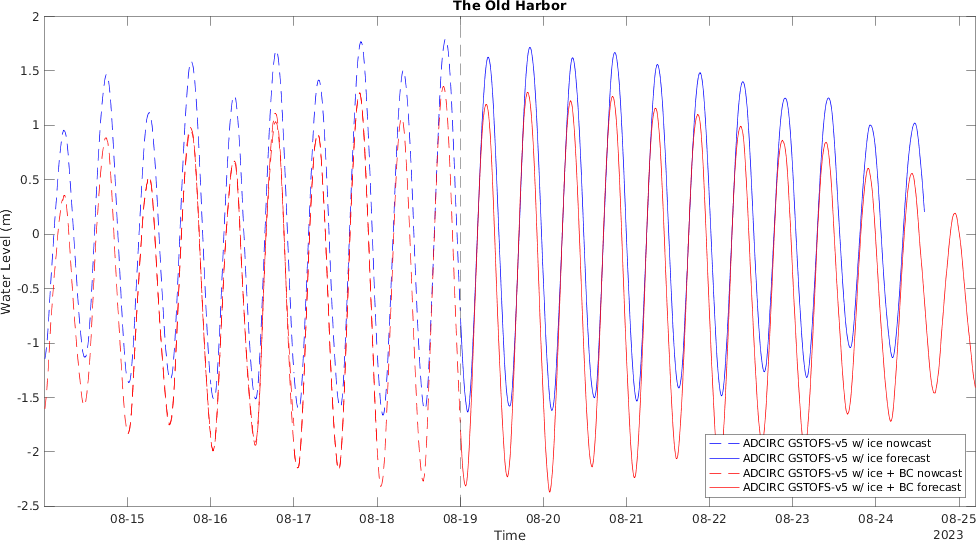 The Old Harbor
2
1.5
1
0.5
0
-0.5
-1
-1.5
-2
-2.5
Water Level (m)
ADCIRC GSTOFS-v5 w/ ice nowcast
ADCIRC GSTOFS-v5 w/ ice forecast
ADCIRC GSTOFS-v5 w/ ice + BC nowcast
ADCIRC GSTOFS-v5 w/ ice + BC forecast
08-15 08-16 08-17 08-18 08-19 08-20 08-21 08-22 08-23 08-24 08-25
Time
2023